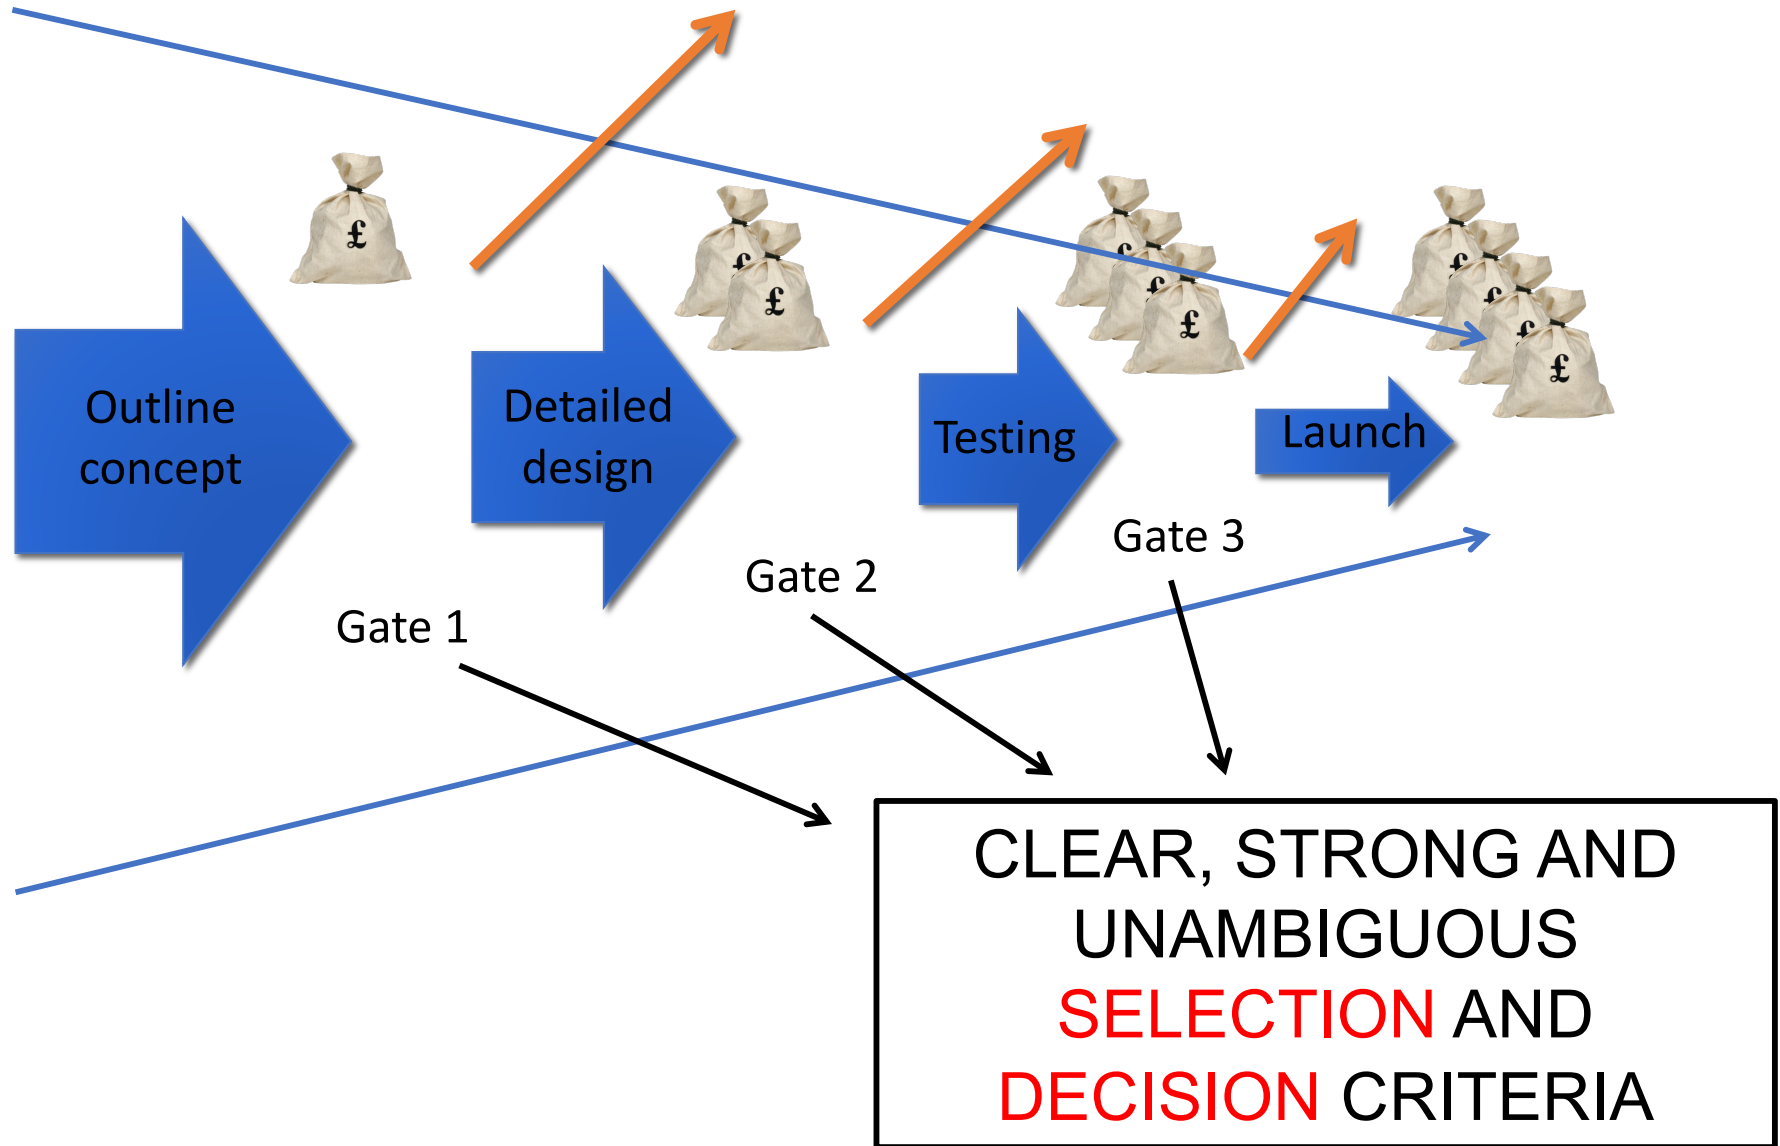 £
£
£
£
£
£
£
£
£
£
Outline
concept
Detailed
design
Testing
Launch
Gate 1
Gate 2
Gate 3
CLEAR, STRONG AND
UNAMBIGUOUS
SELECTION AND
DECISION CRITERIA